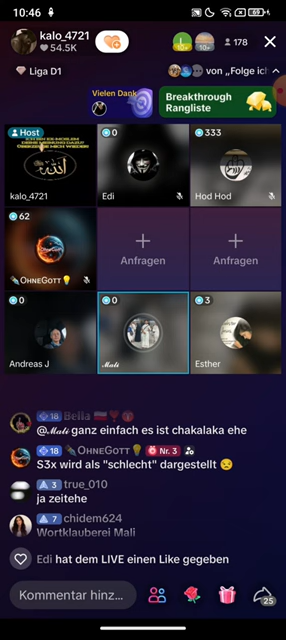 10:46
69
kalo_4721
54.5K
10+
178
Liga D1
von „Folge ich
Vielen Dank
Breakthrough
Rangliste
Host
kalo_4721
0
Edi
333
Hod Hod
62
OHNEGOTT
Anfragen
Anfragen
0
Andreas J
0
Mali
3
Esther
18 Bella
@Mali ganz einfach es ist chakalaka ehe
18 OHNEGOTT Nr. 3
S3x wird als "schlecht" dargestellt
3 true_010
ja zeitehe
7 chidem624
Wortklauberey Mali
Edi hat dem LIVE einen Like gegeben
Kommentar hinz...
25